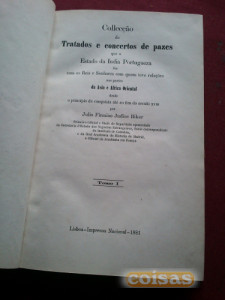 Collecção
de
Tratados e concertos de pazes
que o
Estado da India Portugueza
fez
com os Reis e Senhores com quem teve relações
nas partes
da Asia e Africa Oriental
desde
o principio da conquista até ao fim do seculo XVIII
por
Julio Firmino Judice Biker
Tomo I
Lisboa—Imprensa Nacional—1881
coisas